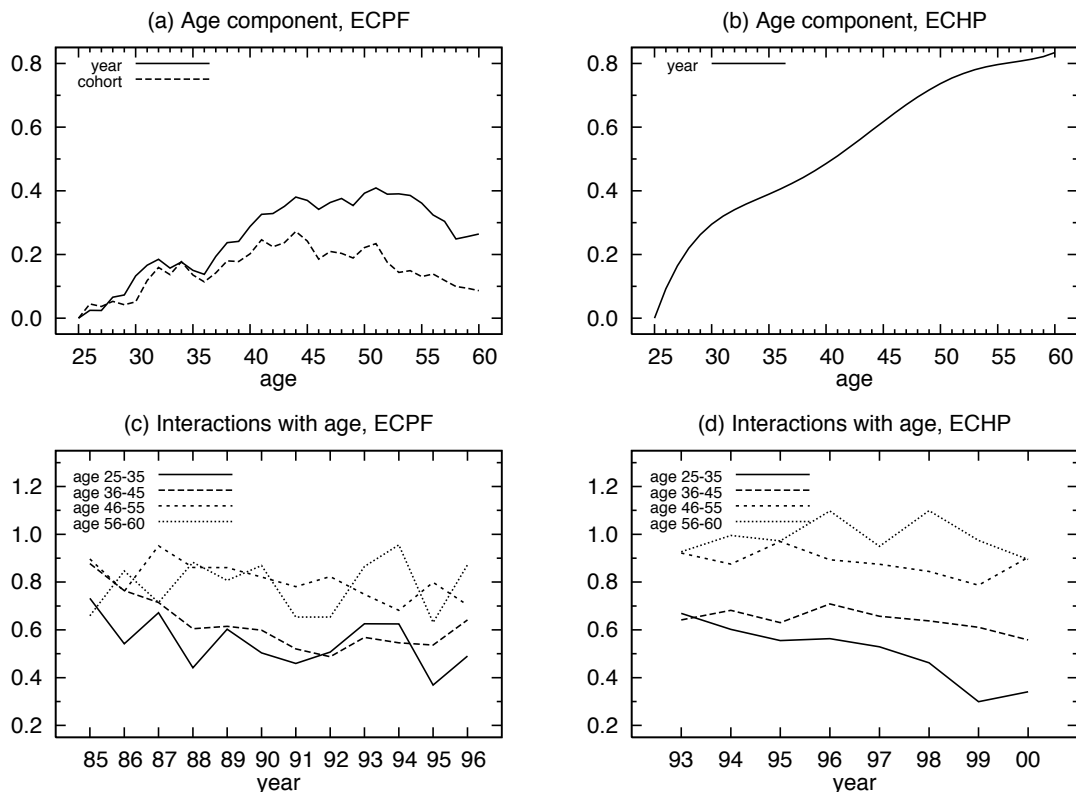 (a) Age component, ECPF
year
cohort
0.8
0.6
0.4
0.2
0.0
25 30 35 40 45 50 55 60
age
(b) Age component, ECHP
year
0.8
0.6
0.4
0.2
0.0
25 30 35 40 45 50 55 60
age
(c) Interactions with age, ECPF
age 25-35
age 36-45
age 46-55
age 56-60
1.2
1.0
0.8
0.6
0.4
0.2
85 86 87 88 89 90 91 92 93 94 95 96
year
(d) Interactions with age, ECHP
age 25-35
age 36-45
age 46-55
age 56-60
1.2
1.0
0.8
0.6
0.4
0.2
93 94 95 96 97 98 99 00
year